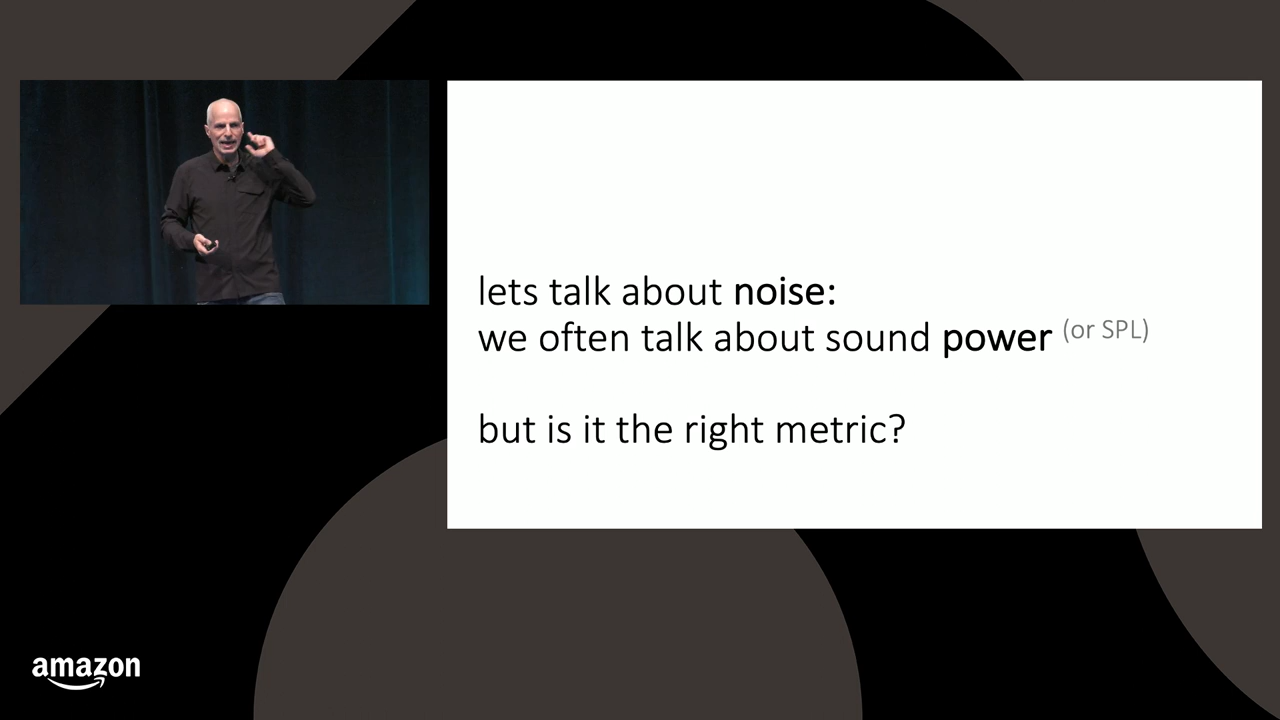 lets talk about noise:
we often talk about sound power (or SPL)
but is it the right metric?
amazon